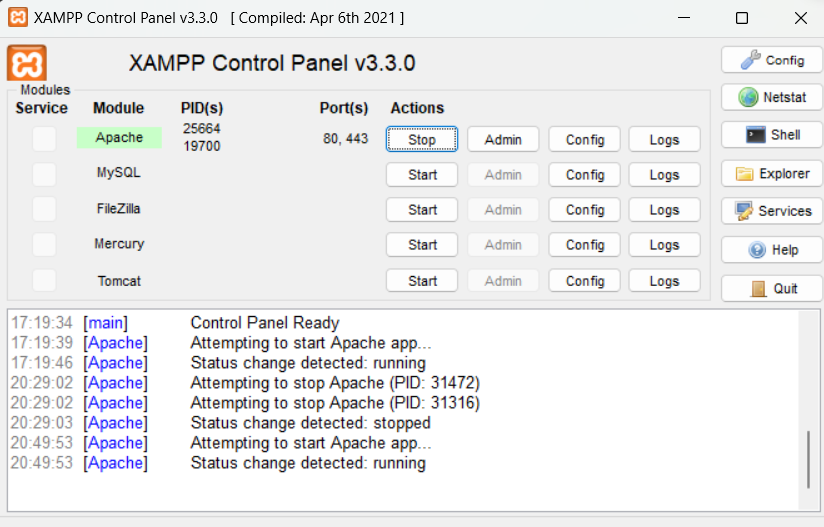 XAMPP Control Panel v3.3.0 [ Compiled: Apr 6th 2021 ]
XAMPP Control Panel v3.3.0
Config
Modules
Service Module PID(s) Port(s) Actions
Netstat
Apache 25664 19700 80, 443 Stop Admin Config Logs
Shell
MySQL Start Admin Config Logs
Explorer
FileZilla Start Admin Config Logs
Services
Mercury Start Admin Config Logs
Help
Tomcat Start Admin Config Logs
Quit
17:19:34 [main] Control Panel Ready
17:19:39 [Apache] Attempting to start Apache app...
17:19:46 [Apache] Status change detected: running
20:29:02 [Apache] Attempting to stop Apache (PID: 31472)
20:29:02 [Apache] Attempting to stop Apache (PID: 31316)
20:29:03 [Apache] Status change detected: stopped
20:49:53 [Apache] Attempting to start Apache app...
20:49:53 [Apache] Status change detected: running